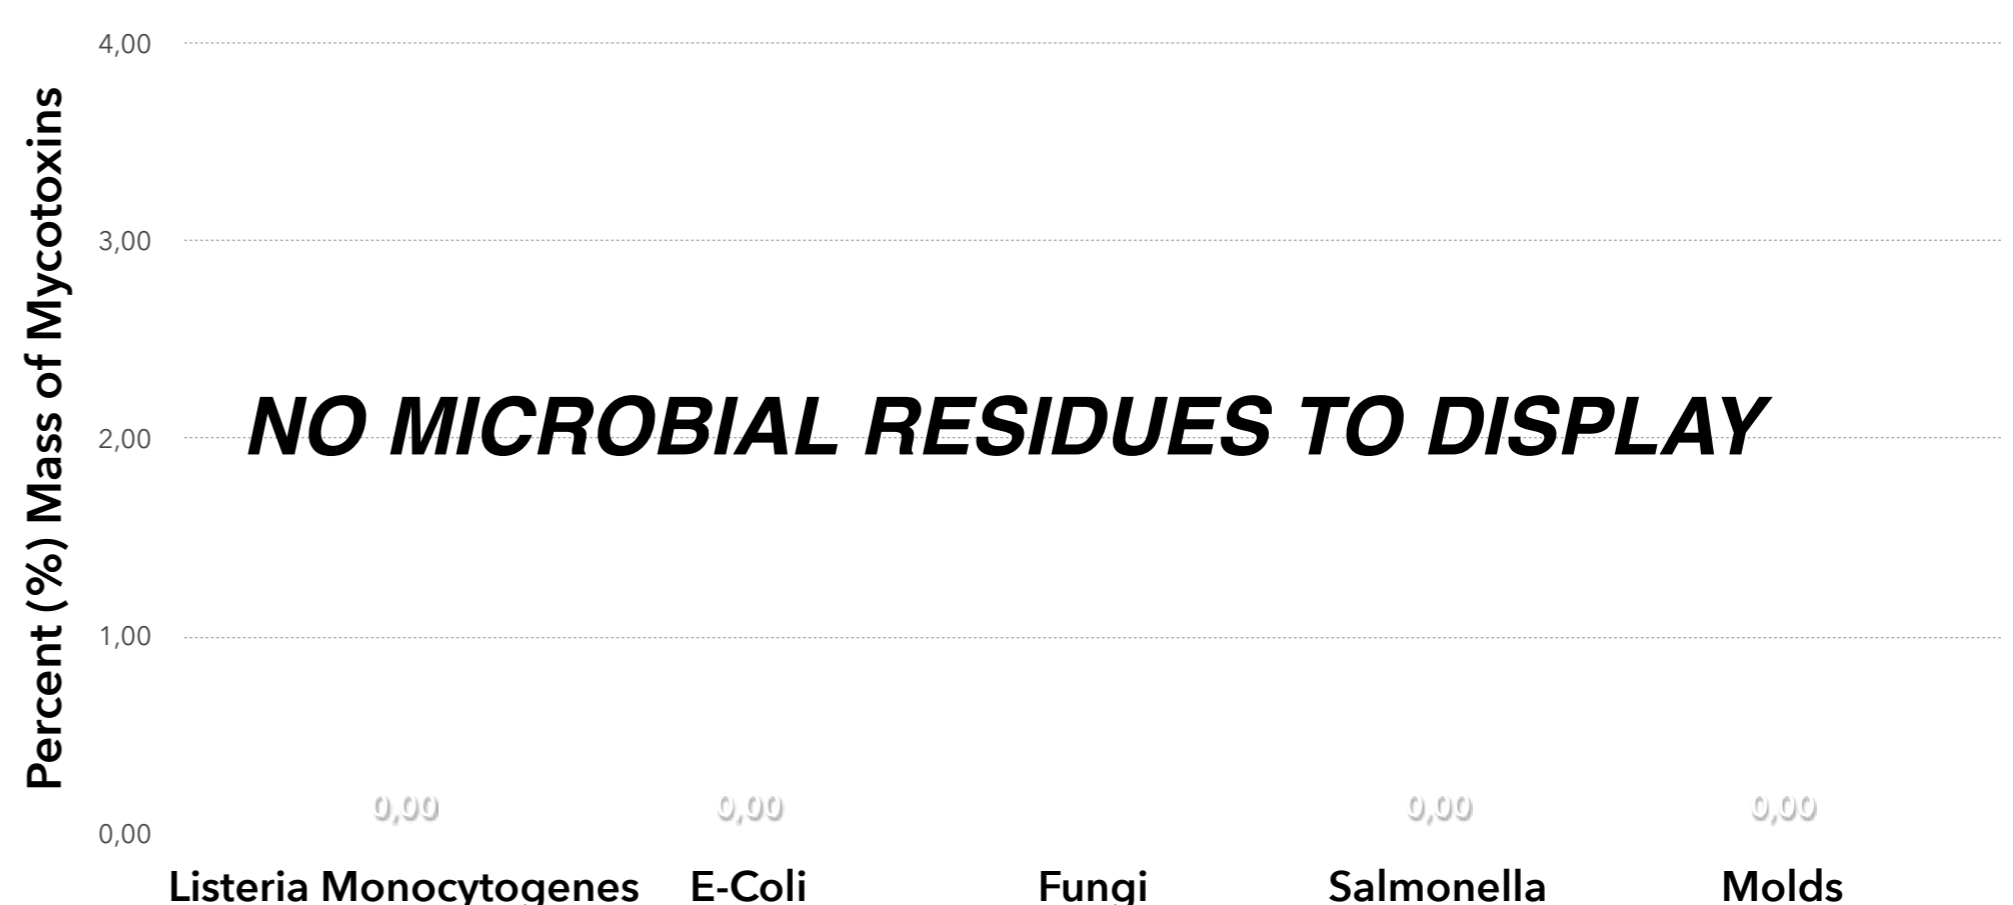 4,00
3,00
2,00
1,00
0,00
Percent (%) Mass of Mycotoxins
NO MICROBIAL RESIDUES TO DISPLAY
0,00 0,00 0,00 0,00
Listeria Monocytogenes E-Coli Fungi Salmonella Molds